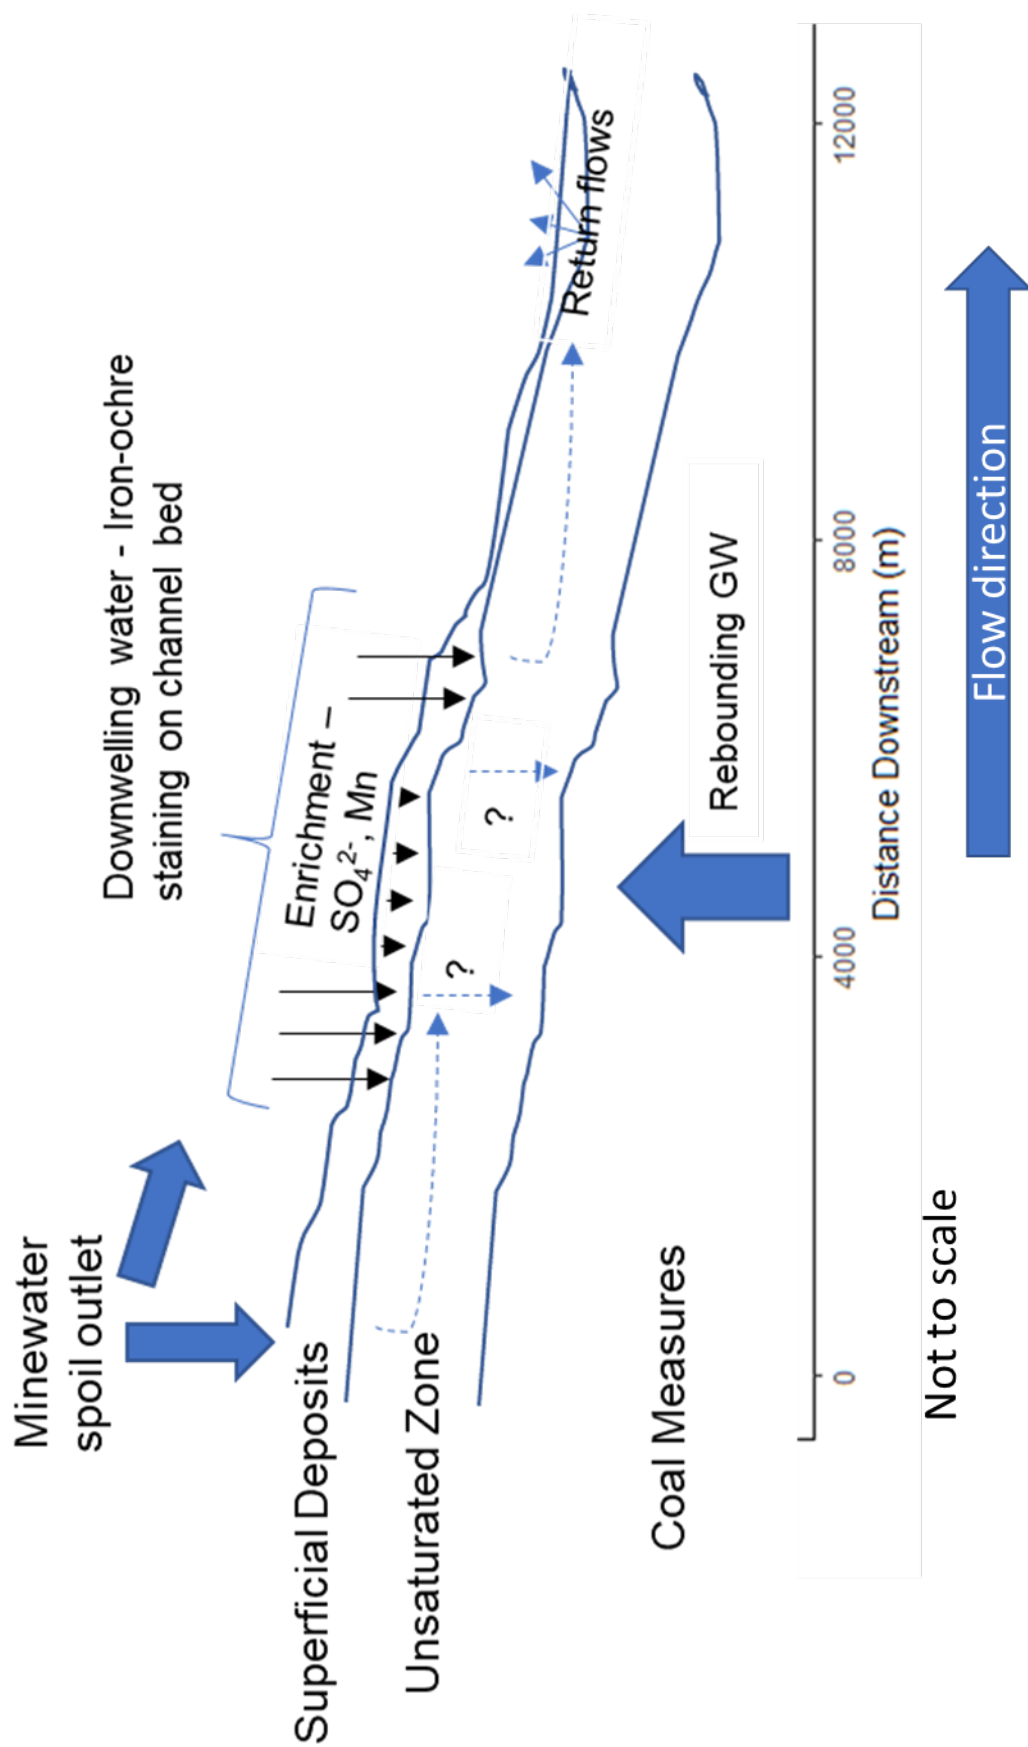 Minewater
spoil outlet
Downwelling water - Iron-ochre
staining on channel bed
Enrichment –
SO₄²⁻, Mn
Superficial Deposits
Unsaturated Zone
?
?
Return flows
Coal Measures
Rebounding GW
0
4000
8000
12000
Distance Downstream (m)
Not to scale
Flow direction